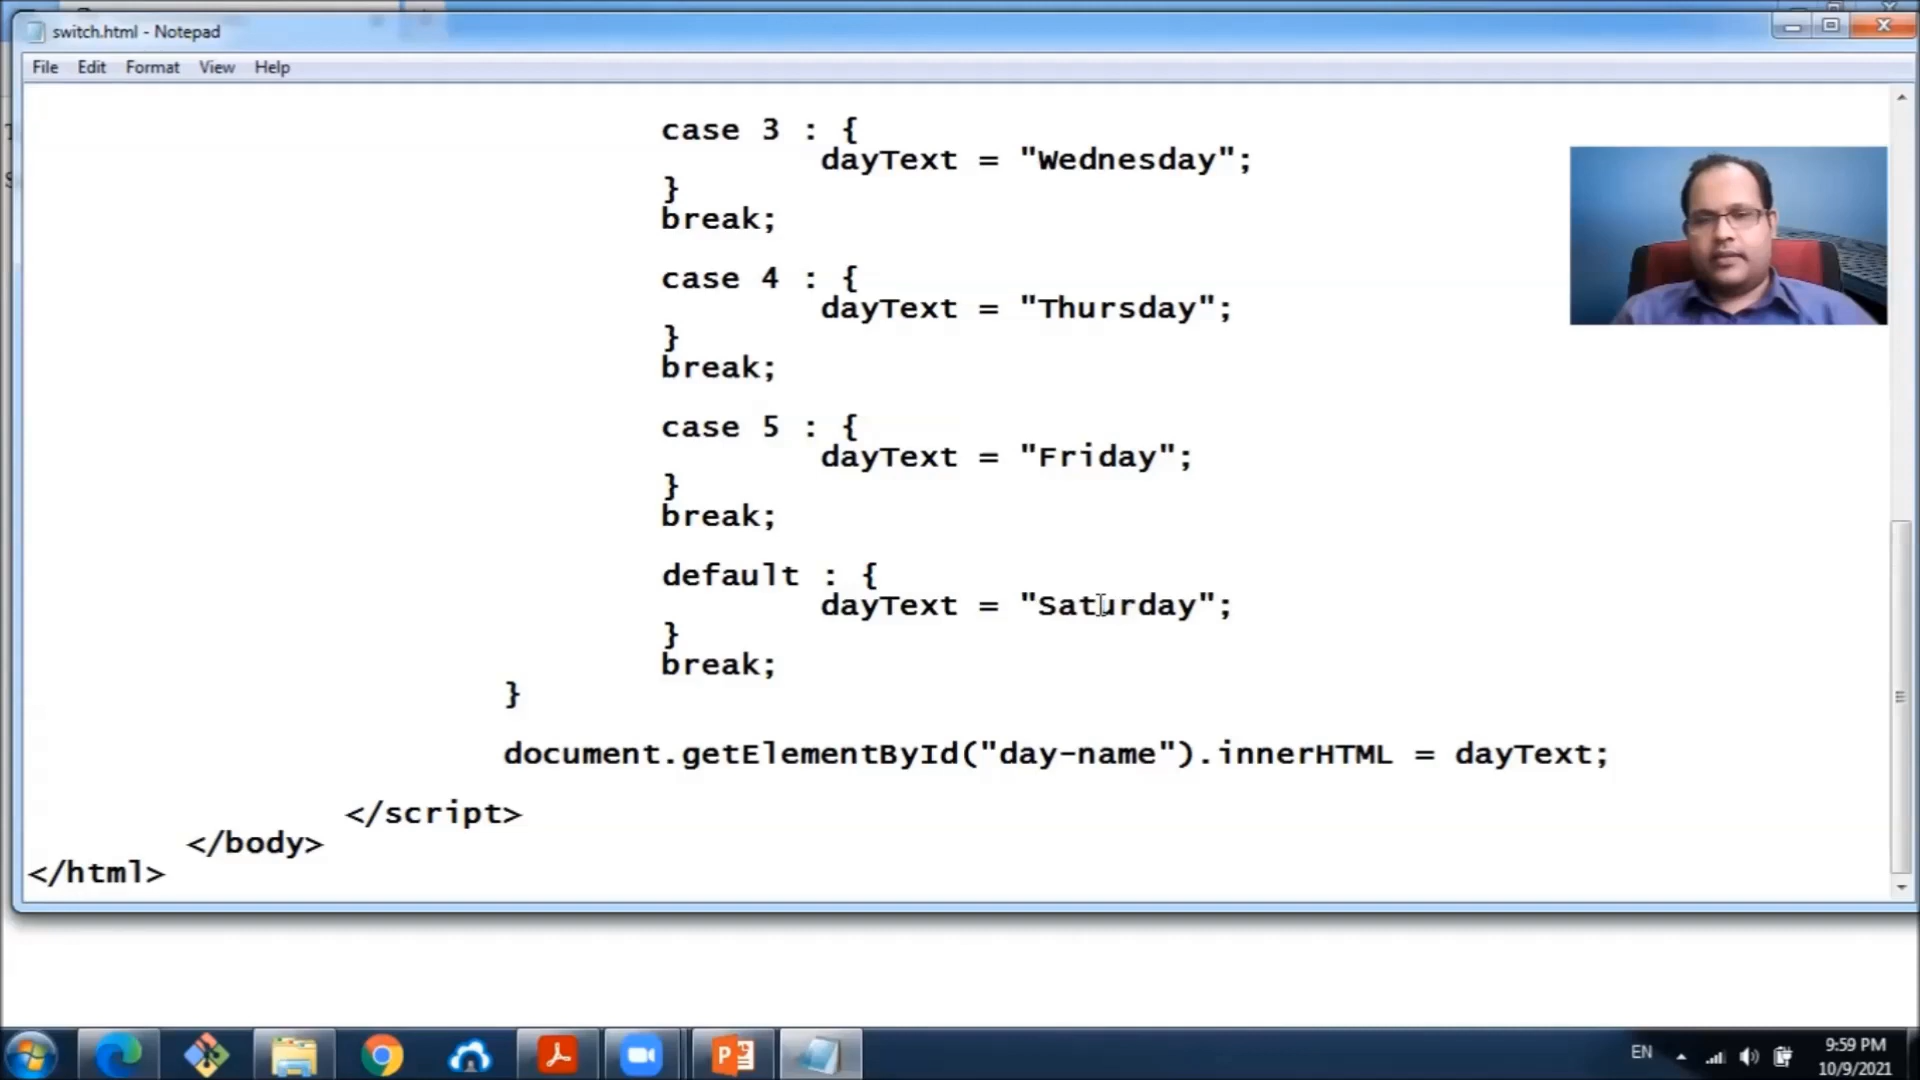 switch.html - Notepad
File Edit Format View Help
case 3 : {
dayText = "Wednesday";
}
break;
case 4 : {
dayText = "Thursday";
}
break;
case 5 : {
dayText = "Friday";
}
break;
default : {
dayText = "Saturday";
}
break;
}
document.getElementById("day-name").innerHTML = dayText;
</script>
</body>
</html>
EN
9:59 PM
10/9/2021